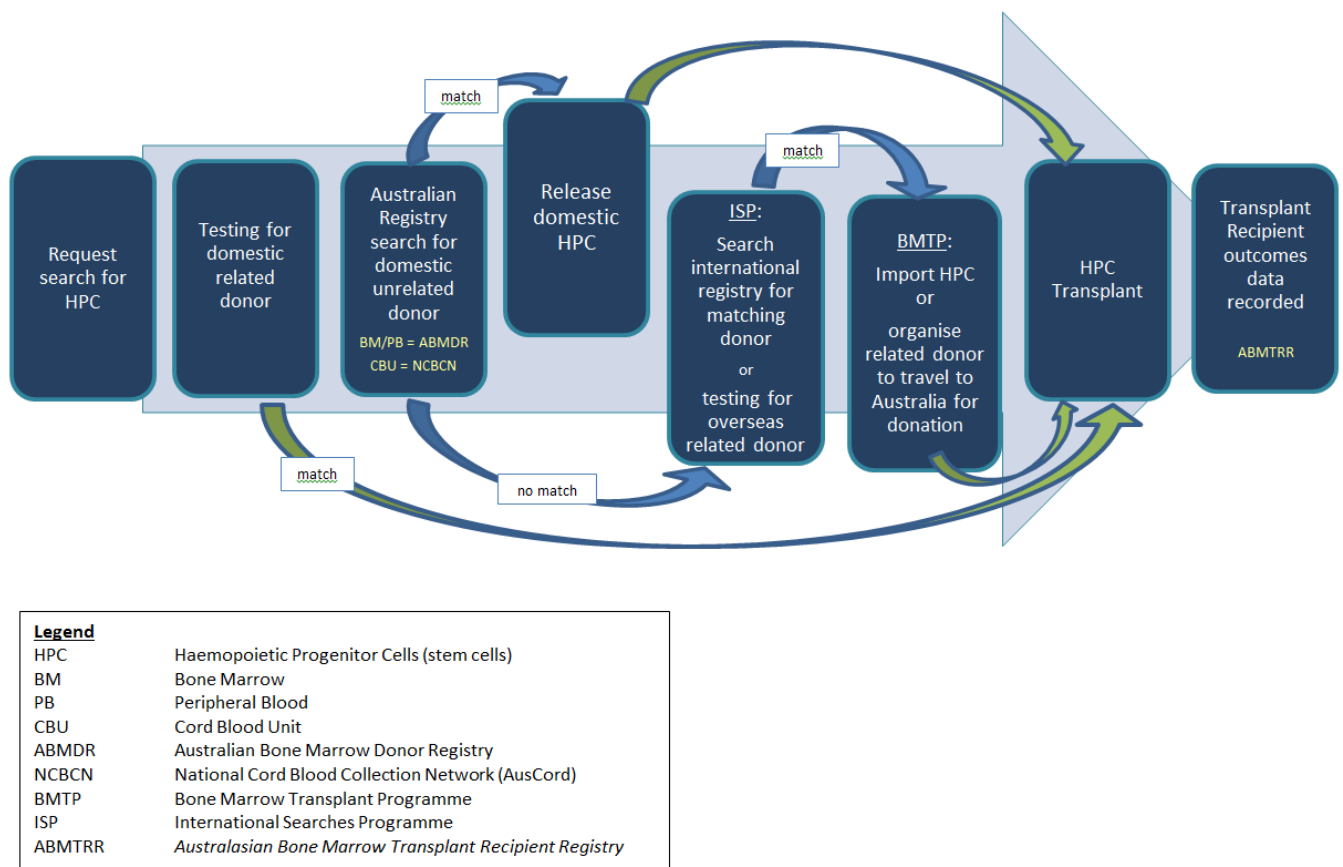 match
Request
search for
HPC
Testing for
domestic
related
donor
Australian
Registry
search for
domestic
unrelated
donor
BM/PB = ABMDR
CBU = NCBCN
Release
domestic
HPC
match
ISP:
Search
international
registry for
matching
donor
or
testing for
overseas
related donor
BMTP:
Import HPC
or
organise
related donor
to travel to
Australia for
donation
HPC
Transplant
Transplant
Recipient
outcomes
data
recorded
ABMTRR
match
no match
Legend
HPC Haemopoietic Progenitor Cells (stem cells)
BM Bone Marrow
PB Peripheral Blood
CBU Cord Blood Unit
ABMDR Australian Bone Marrow Donor Registry
NCBCN National Cord Blood Collection Network (AusCord)
BMTP Bone Marrow Transplant Programme
ISP International Searches Programme
ABMTRR Australasian Bone Marrow Transplant Recipient Registry